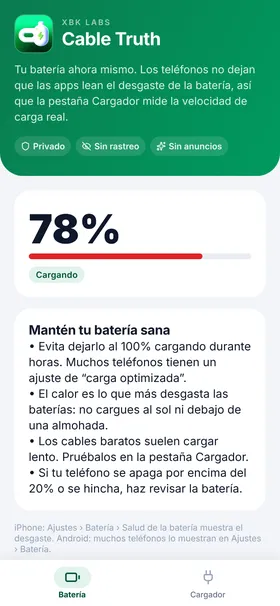 XBK LABS
Cable Truth
Tu batería ahora mismo. Los teléfonos no dejan
que las apps lean el desgaste de la batería, así
que la pestaña Cargador mide la velocidad de
carga real.
Privado
Sin rastreo
Sin anuncios
78%
Cargando
Mantén tu batería sana
• Evita dejarlo al 100% cargando durante
horas. Muchos teléfonos tienen un
ajuste de “carga optimizada”.
• El calor es lo que más desgasta las
baterías: no cargues al sol ni debajo de
una almohada.
• Los cables baratos suelen cargar
lento. Pruébalos en la pestaña Cargador.
• Si tu teléfono se apaga por encima del
20% o se hincha, haz revisar la batería.
iPhone: Ajustes › Batería › Salud de la batería muestra el
desgaste. Android: muchos teléfonos lo muestran en Ajustes
› Batería.
Batería
Cargador